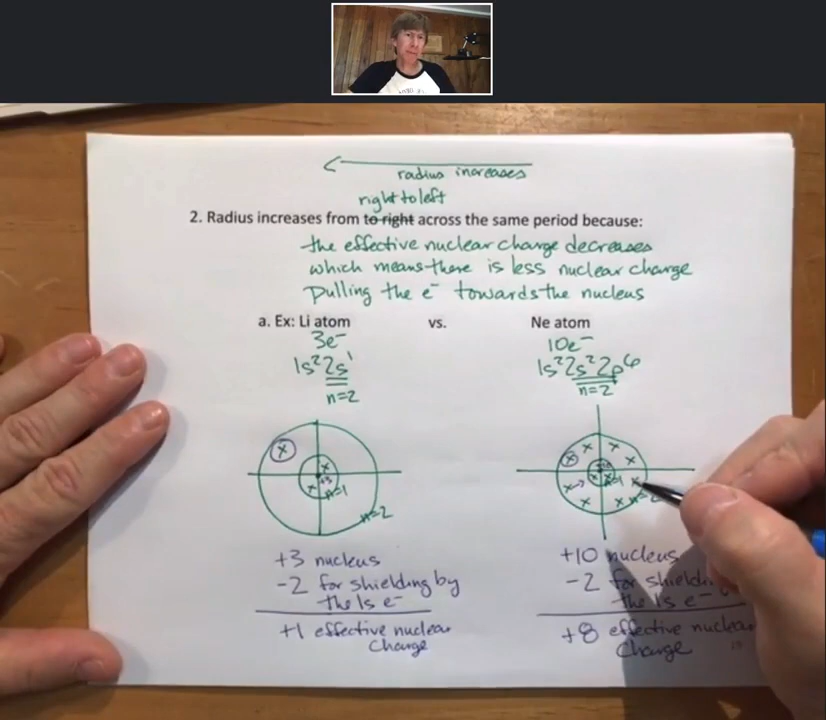 radius increases
right to left
2. Radius increases from to right across the same period because:
the effective nuclear charge decreases
which means there is less nuclear charge
pulling the e⁻ towards the nucleus
a. Ex: Li atom vs. Ne atom
3e⁻ 10e⁻
1s²2s¹ 1s²2s²2p⁶
n=2 n=2
x x x x
x x x
+3 n=1 n=1
n=2
+3 nucleus +10 nucleus
-2 for shielding by -2 for
the 1s e⁻ the 1s e⁻
+1 effective nuclear +8 effective nuclear
Charge Charge